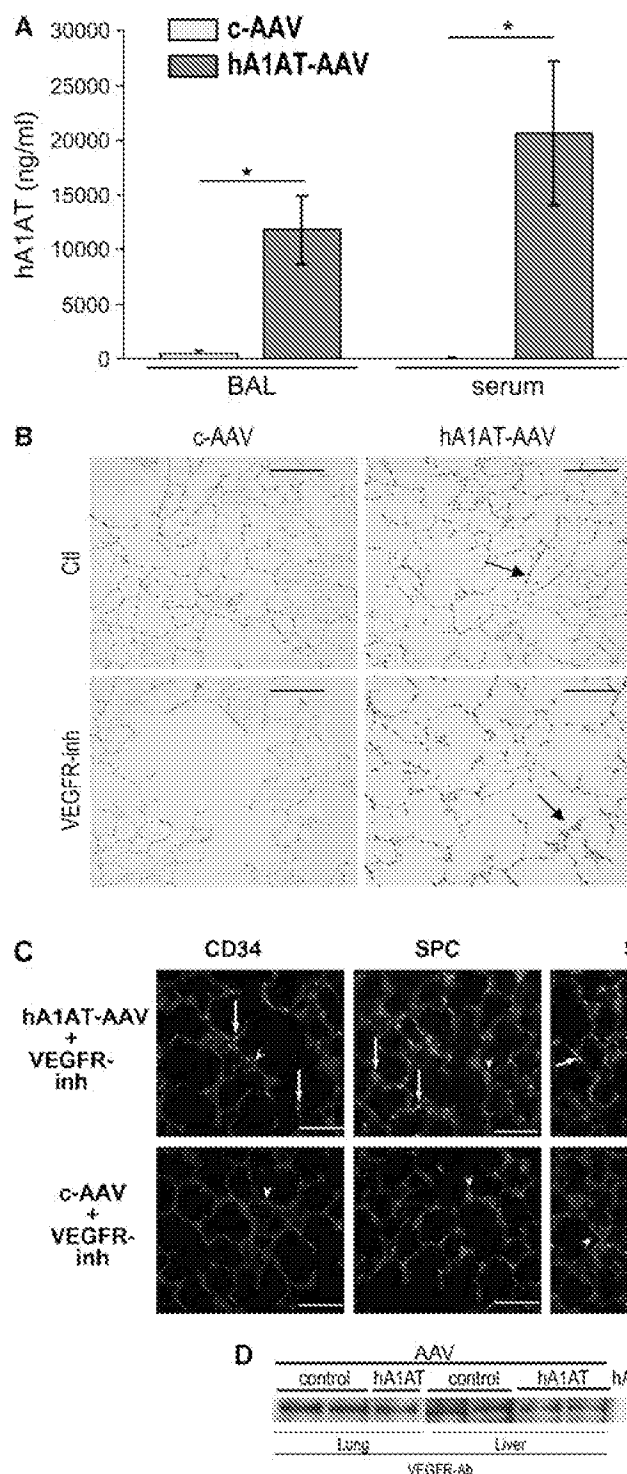 A
30000
25000
20000
15000
10000
5000
0
hA1AT (ng/ml)
c-AAV
hA1AT-AAV
*
*
BAL
serum
B
c-AAV
hA1AT-AAV
Ctl
VEGFR-inh
C
CD34
SPC
hA1AT-AAV
+
VEGFR-
inh
c-AAV
+
VEGFR-
inh
D
AAV
control
hA1AT
control
hA1AT
Lung
Liver
VEGFR-Ab